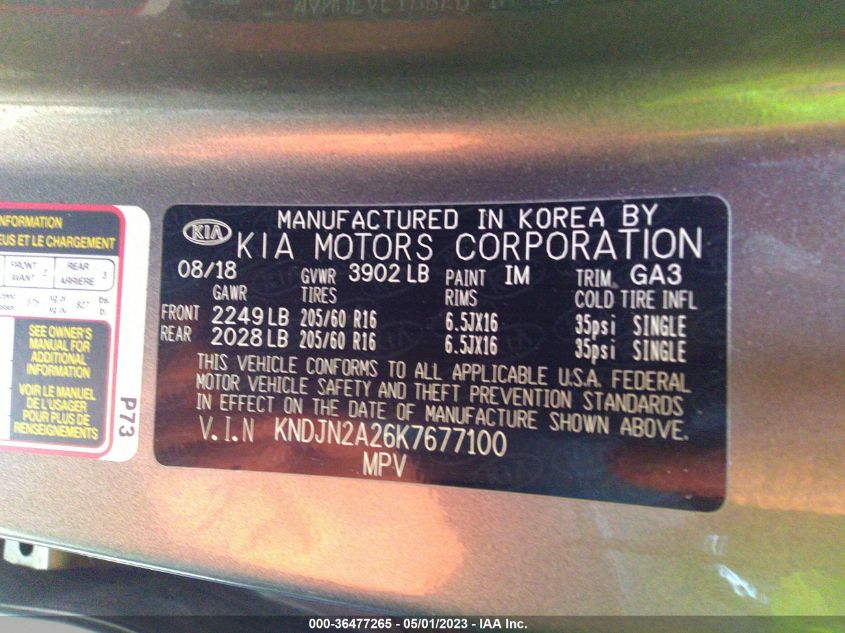 NFORMATION
EUS ET LE CHARGEMENT
FRONT
AVANT 2
REAR
ARRIÈRE 3
SEE OWNER'S
MANUAL FOR
ADDITIONAL
INFORMATION
VOIR LE MANUEL
DE L'USAGER
POUR PLUS DE
RENSEIGNEMENTS
P73
KIA
MANUFACTURED IN KOREA BY
KIA MOTORS CORPORATION
08/18 GVWR 3902 LB PAINT IM TRIM GA3
GAWR TIRES RIMS COLD TIRE INFL
FRONT 2249 LB 205/60 R16 6.5JX16 35psi SINGLE
REAR 2028 LB 205/60 R16 6.5JX16 35psi SINGLE
THIS VEHICLE CONFORMS TO ALL APPLICABLE U.S.A. FEDERAL
MOTOR VEHICLE SAFETY AND THEFT PREVENTION STANDARDS
IN EFFECT ON THE DATE OF MANUFACTURE SHOWN ABOVE.
V.I.N KNDJN2A26K7677100
MPV
000-36477265 - 05/01/2023 - IAA Inc.